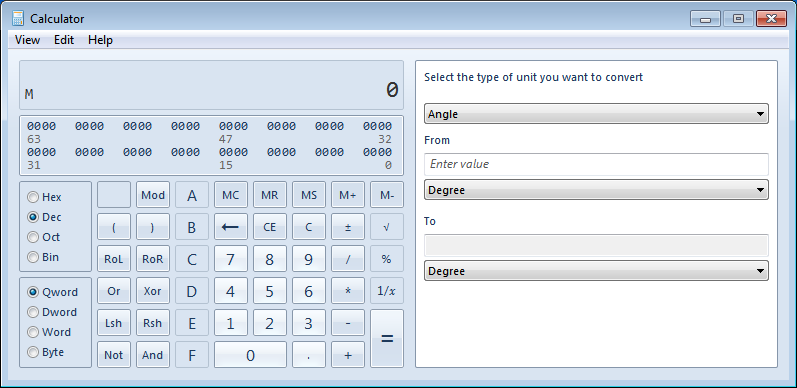 Calculator
View Edit Help
M 0
0000 0000 0000 0000 0000 0000 0000 0000
63 47 32
0000 0000 0000 0000 0000 0000 0000 0000
31 15 0
Hex
Dec
Oct
Bin
Qword
Dword
Word
Byte
Mod A MC MR MS M+ M-
( ) B ← CE C ± √
RoL RoR C 7 8 9 / %
Or Xor D 4 5 6 * 1/x
Lsh Rsh E 1 2 3 - =
Not And F 0 . +
Select the type of unit you want to convert
Angle
From
Enter value
Degree
To
Degree